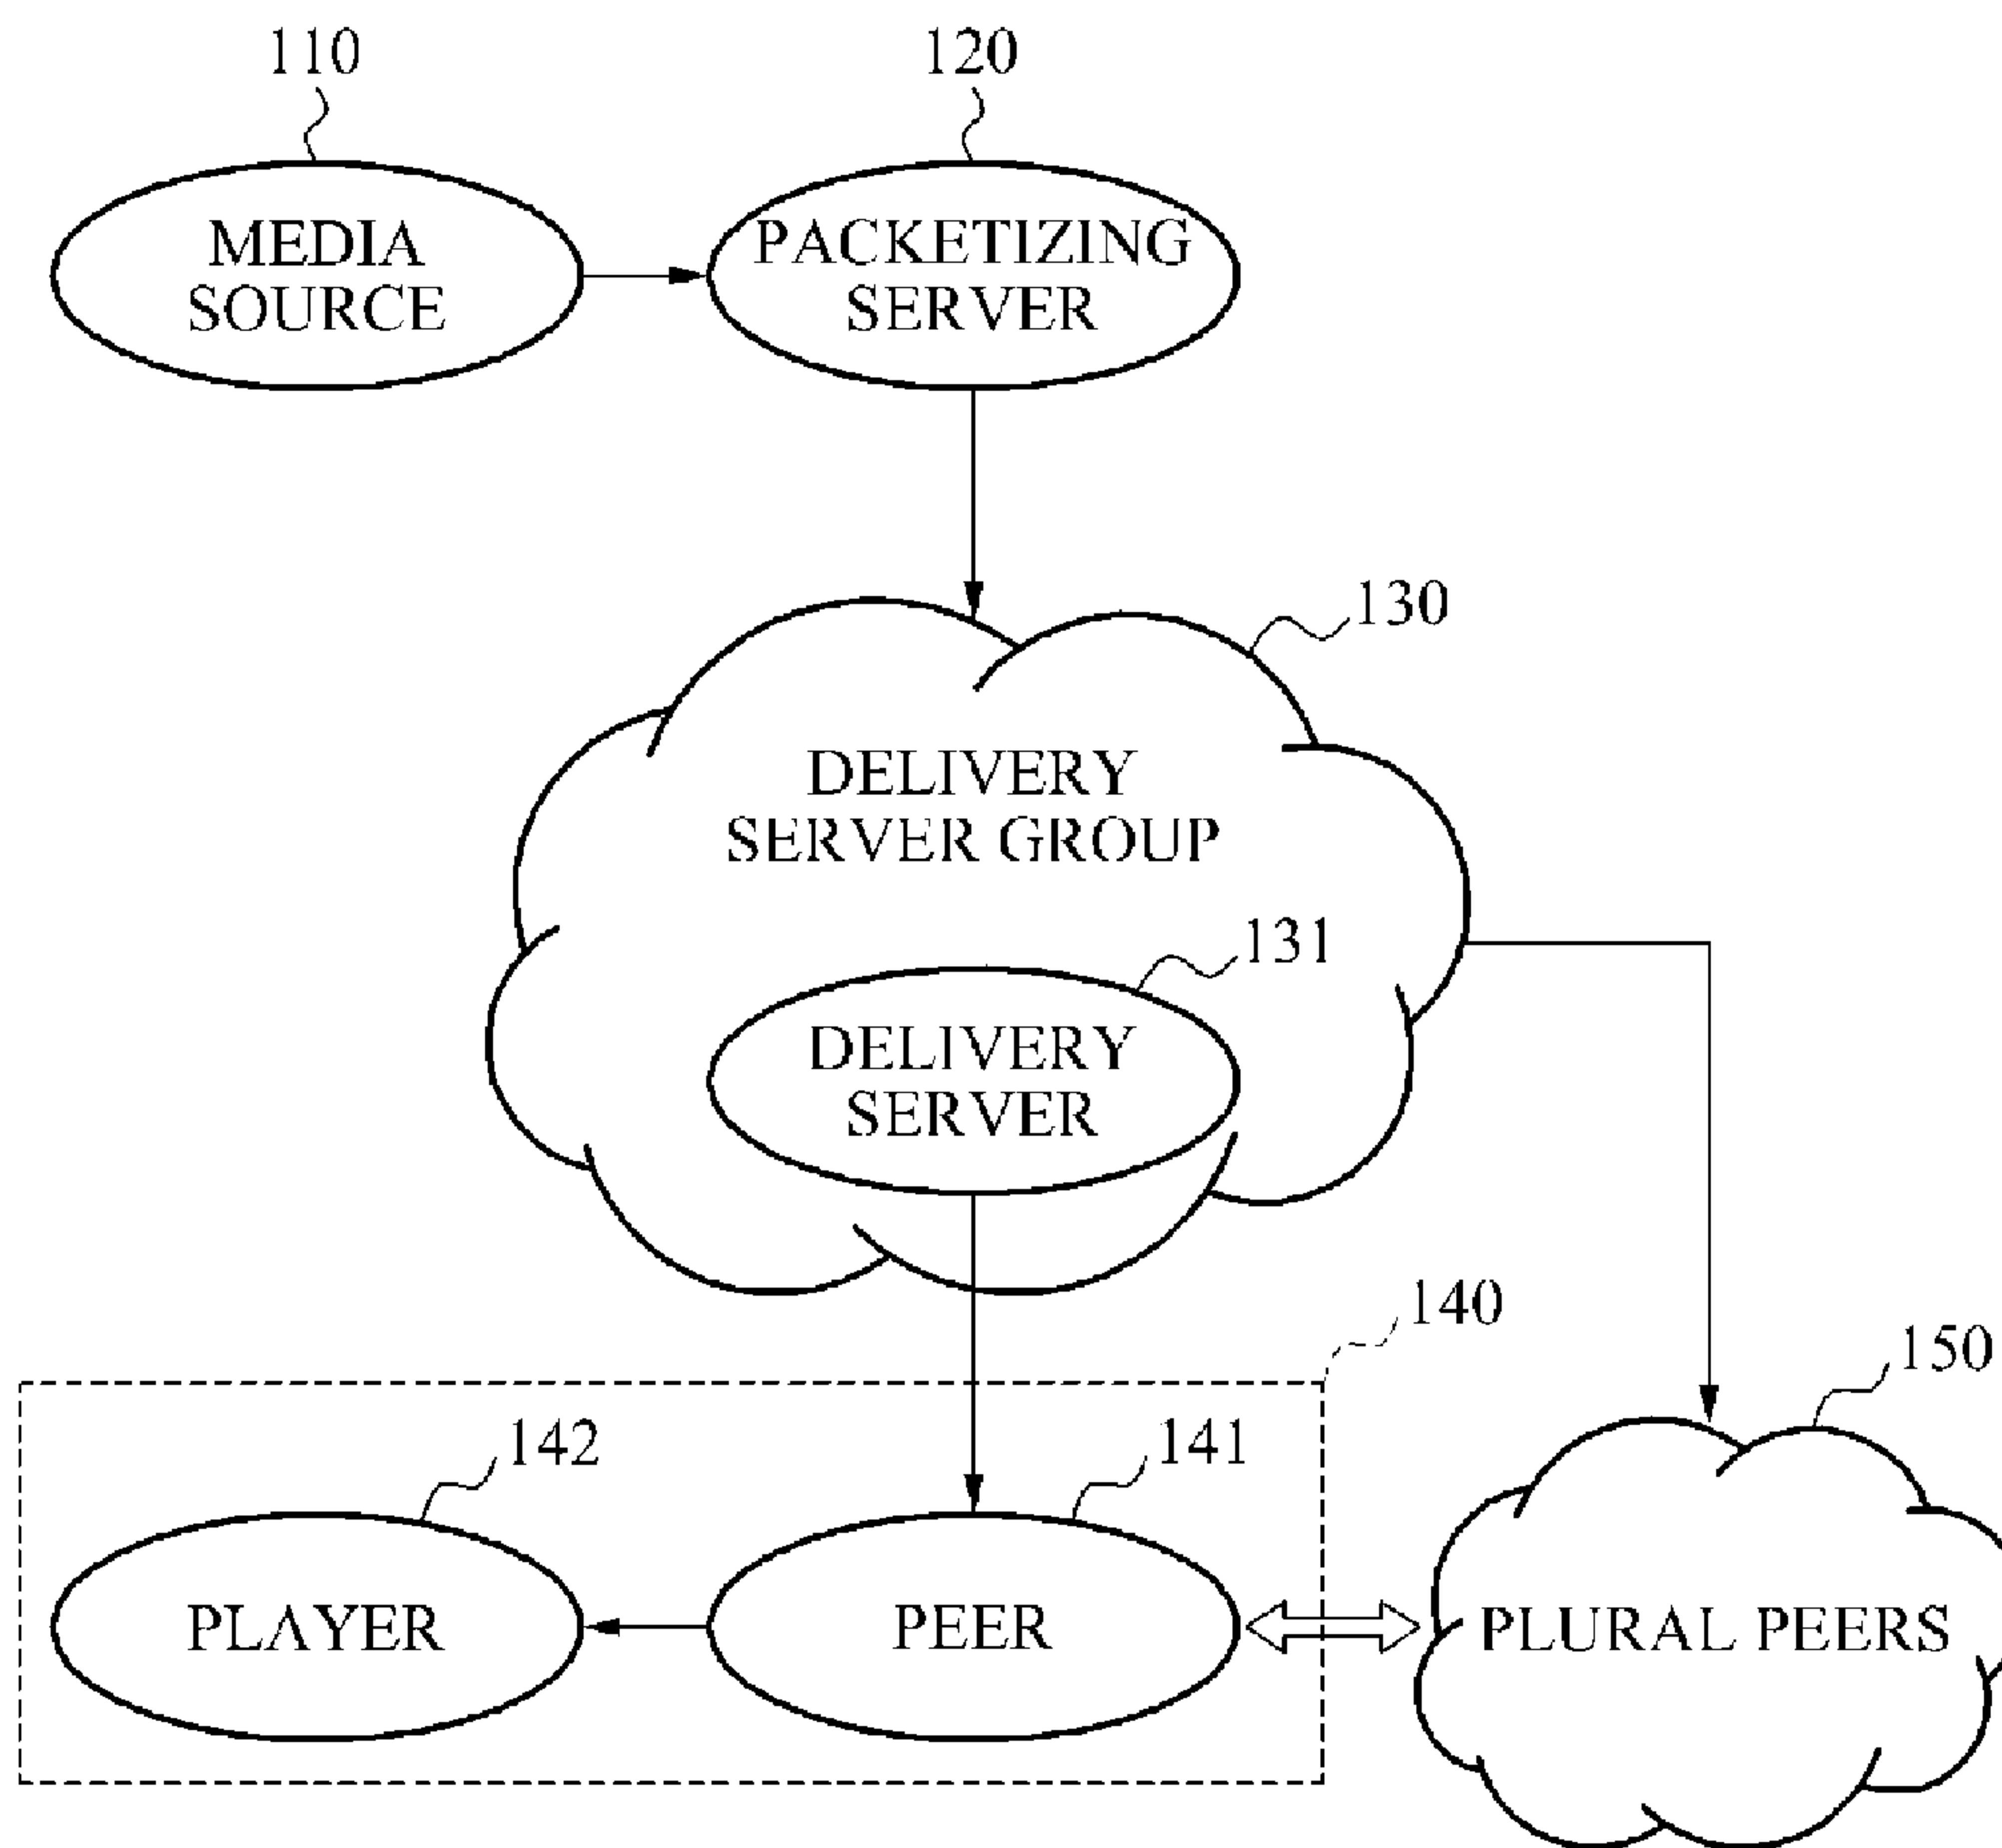 110
120
MEDIA
SOURCE
PACKETIZING
SERVER
130
DELIVERY
SERVER GROUP
131
DELIVERY
SERVER
140
150
142
141
PLAYER
PEER
PLURAL PEERS